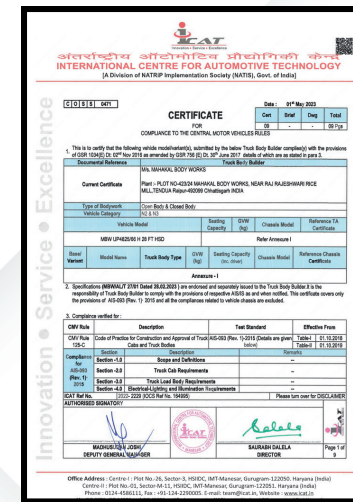 iCAT
Innovation | Service | Excellence
अंतर्राष्ट्रीय ऑटोमोटिव प्रौद्योगिकी केन्द्र
INTERNATIONAL CENTRE FOR AUTOMOTIVE TECHNOLOGY
[A Division of NATRiP Implementation Society (NATIS), Govt. of India]
C O S S 0471
Date : 01st May 2023
CERTIFICATE
FOR
COMPLIANCE TO THE CENTRAL MOTOR VEHICLES RULES
Cert Brief Dwg Total
09 - - 09 Pgs
1. This is to certify that the following vehicle model/variant(s), submitted by the below Truck Body Builder complies(y) with the provisions
of GSR 1034(E) Dt: 02nd Nov 2018 as amended by GSR 756 (E) Dt. 30th June 2017 details of which are as stated in para 3.
Documental Reference Truck Body Builder
Current Certificate
M/s. MAHAKAL BODY WORKS
Plant :- PLOT NO-423/24 MAHAKAL BODY WORKS, NEAR RAJ RAJESHWARI RICE
MILL,TENDUA Raipur-492099 Chhattisgarh INDIA
Type of Bodywork Open Body & Closed Body
Vehicle Category N2 & N3
Vehicle Model Seating Capacity GVW (kg) Chassis Model Reference TA Certificate
MBW UP4825/66 H 28 FT HSD Refer Annexure I
Basel Variant Model Name Truck Body Type GVW (kg) Seating Capacity (Inc. driver) Chassis Model Reference Chassis Certificate
Annexure - I
2. Specifications (MBW/ALT 27/01 Dated 28.02.2023 ) are endorsed and separately issued to the Truck Body Builder.It is the
responsibility of Truck Body Builder to comply with the provisions of respective AISSS as and when notified. This certificate covers only
the provisions of AIS-093 (Rev. 1) 2015 and all the compliances related to vehicle chassis are excluded.
3. Compliance verified for :
CMV Rule Description Test Standard Effective From
CMV Rule 125-C Code of Practice for Construction and Approval of Truck Cabs and Truck Bodies AIS-093 (Rev. 1)-2015 (Details are given below) Table-I 01.10.2018
Table-II 01.10.2019
Compliance for AIS-093 (Rev. 1)- 2015
Section Description Remarks
Section -1.0 Scope and Definitions --
Section -2.0 Truck Cab Requirements --
Section -3.0 Truck Load Body Requirements --
Section -4.0 Electrical-Lighting and Illumination Requirements --
ICAT Ref No. 2022- 2229 (OCS Ref No. 184995) Please turn over for DISCLAIMER
AUTHORISED SIGNATORY
MADHUSUDAN JOSHI
DEPUTY GENERAL MANAGER
SAURABH DALELA
DIRECTOR
Page 1 of 9
Innovation • Service • Excellence
Office Address : Centre-I : Plot No.-26, Sector-3, HSIIDC, IMT-Manesar, Gurugram-122050. Haryana (India)
Centre-II : Plot No.-01, Sector-M-11, HSIIDC, IMT-Manesar, Gurugram-122051. Haryana (India)
Phone : 0124-4586111, Fax : +91-124-2290005. E-mail: team@icat.in, Website : www.icat.in